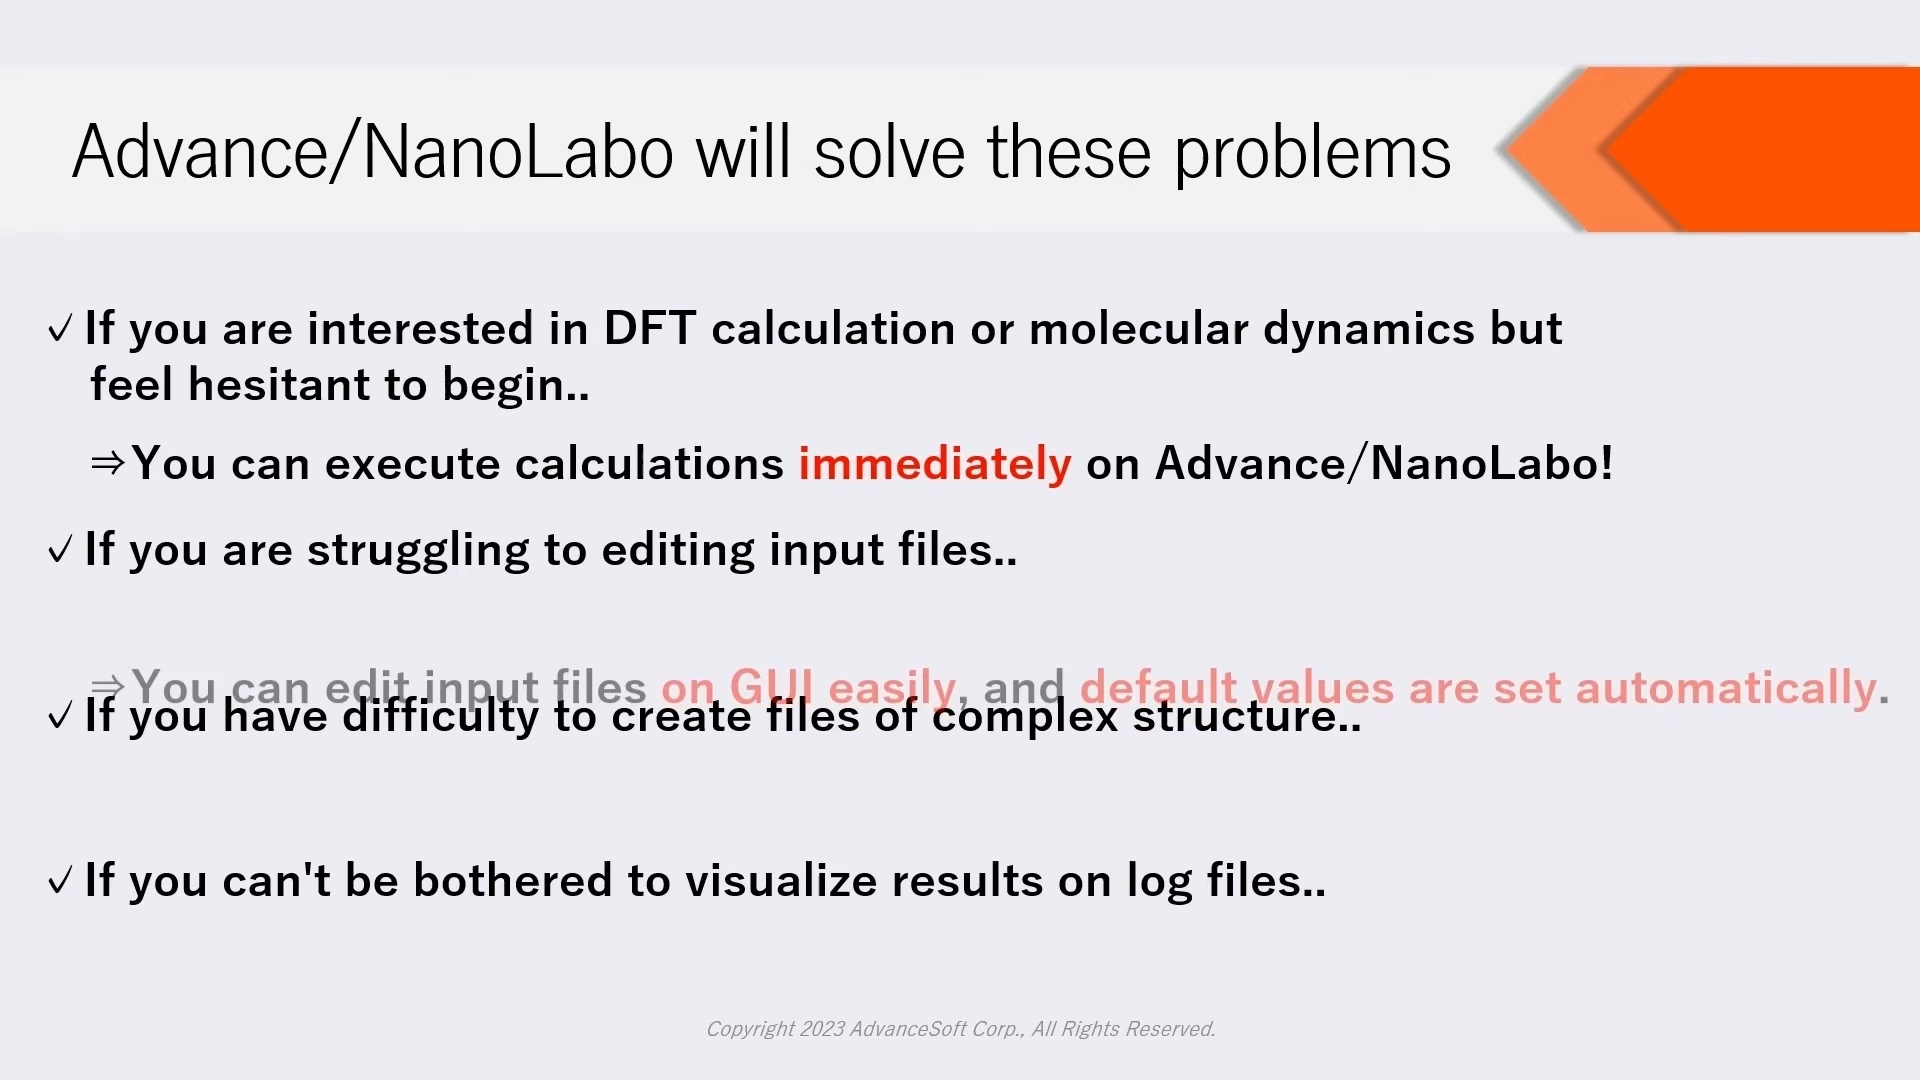 Advance/NanoLabo will solve these problems
✓ If you are interested in DFT calculation or molecular dynamics but
feel hesitant to begin..
⇒You can execute calculations immediately on Advance/NanoLabo!
✓ If you are struggling to editing input files..
⇒You can edit input files on GUI easily, and default values are set automatically.
✓ If you have difficulty to create files of complex structure..
✓ If you can't be bothered to visualize results on log files..
Copyright 2023 AdvanceSoft Corp., All Rights Reserved.